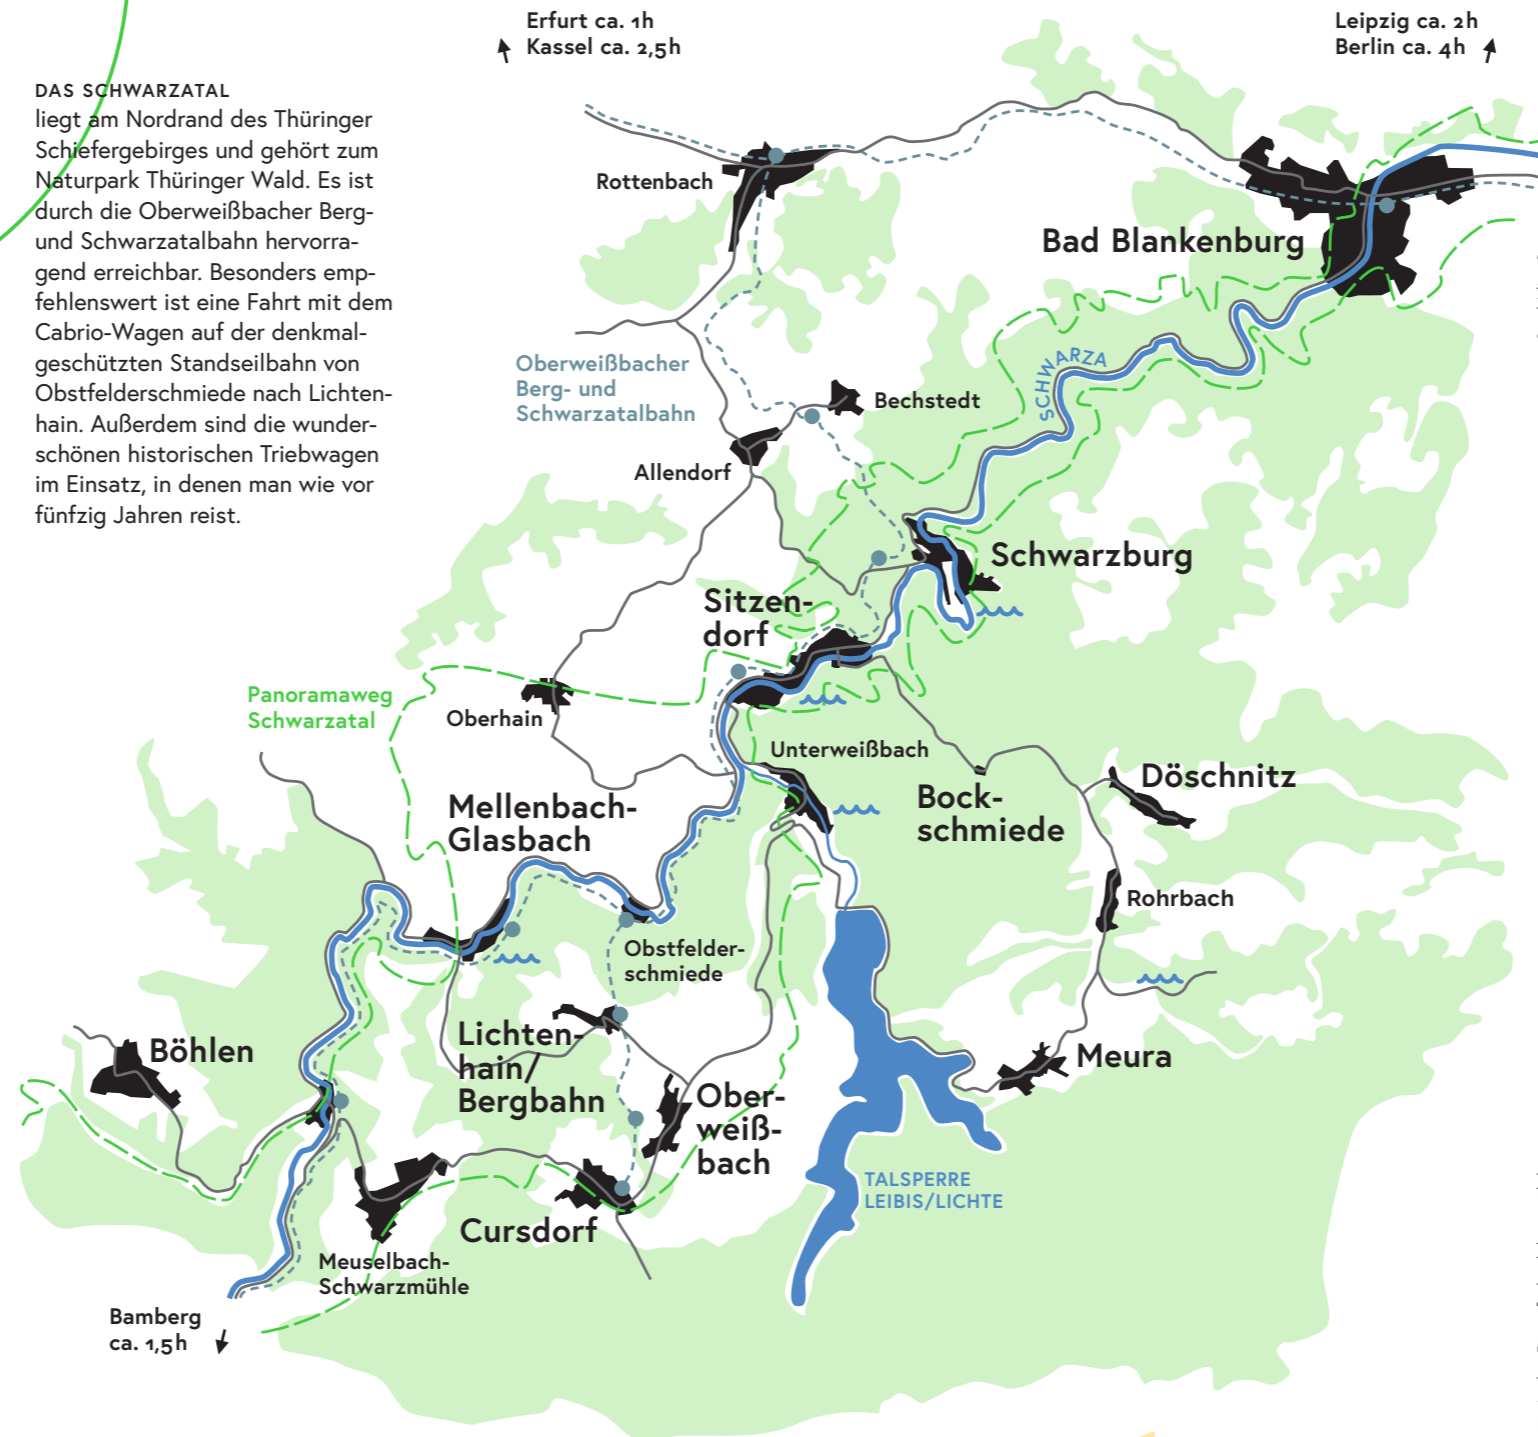 Erfurt ca. 1h
Kassel ca. 2,5h
Leipzig ca. 2h
Berlin ca. 4h
DAS SCHWARZATAL
liegt am Nordrand des Thüringer
Schiefergebirges und gehört zum
Naturpark Thüringer Wald. Es ist
durch die Oberweißbacher Berg-
und Schwarzatalbahn hervorra-
gend erreichbar. Besonders emp-
fehlenswert ist eine Fahrt mit dem
Cabrio-Wagen auf der denkmal-
geschützten Standseilbahn von
Obstfelderschmiede nach Lichten-
hain. Außerdem sind die wunder-
schönen historischen Triebwagen
im Einsatz, in denen man wie vor
fünfzig Jahren reist.
Rottenbach
Bad Blankenburg
Oberweißbacher
Berg- und
Schwarzatalbahn
SCHWARZA
Bechstedt
Allendorf
Schwarzburg
Sitzen-
dorf
Panoramaweg
Schwarzatal
Oberhain
Unterweißbach
Döschnitz
Bock-
schmiede
Mellenbach-
Glasbach
Rohrbach
Obstfelder-
schmiede
Lichten-
hain/
Bergbahn
Böhlen
Meura
Ober-
weiß-
bach
TALSPERRE
LEIBIS/LICHTE
Cursdorf
Meuselbach-
Schwarzmühle
Bamberg
ca. 1,5h